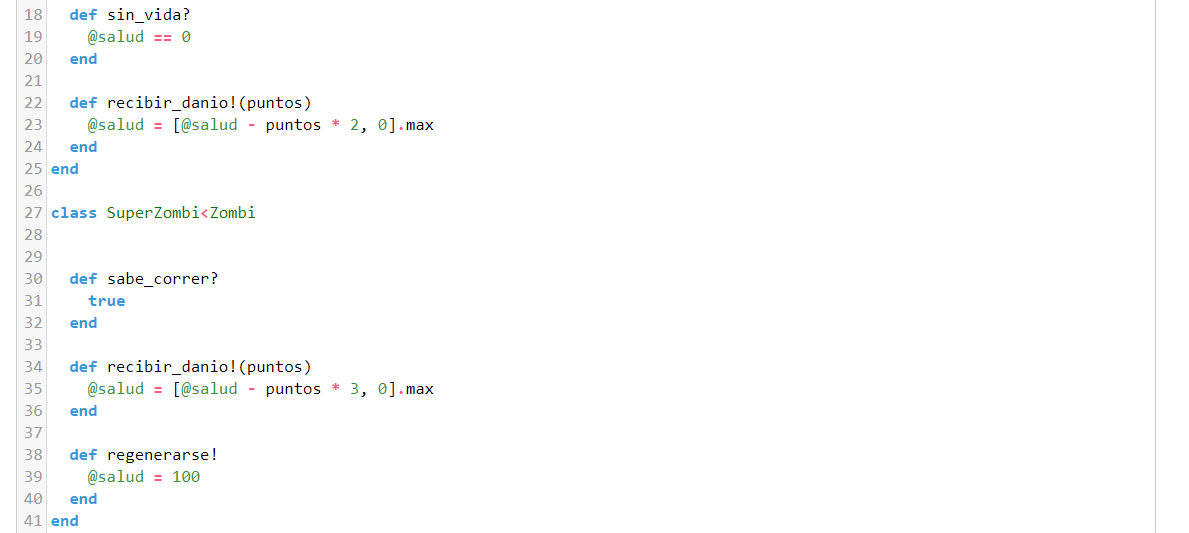 18 def sin_vida?
19 @salud == 0
20 end
21
22 def recibir_danio!(puntos)
23 @salud = [@salud - puntos * 2, 0].max
24 end
25 end
26
27 class SuperZombi<Zombi
28
29
30 def sabe_correr?
31 true
32 end
33
34 def recibir_danio!(puntos)
35 @salud = [@salud - puntos * 3, 0].max
36 end
37
38 def regenerarse!
39 @salud = 100
40 end
41 end